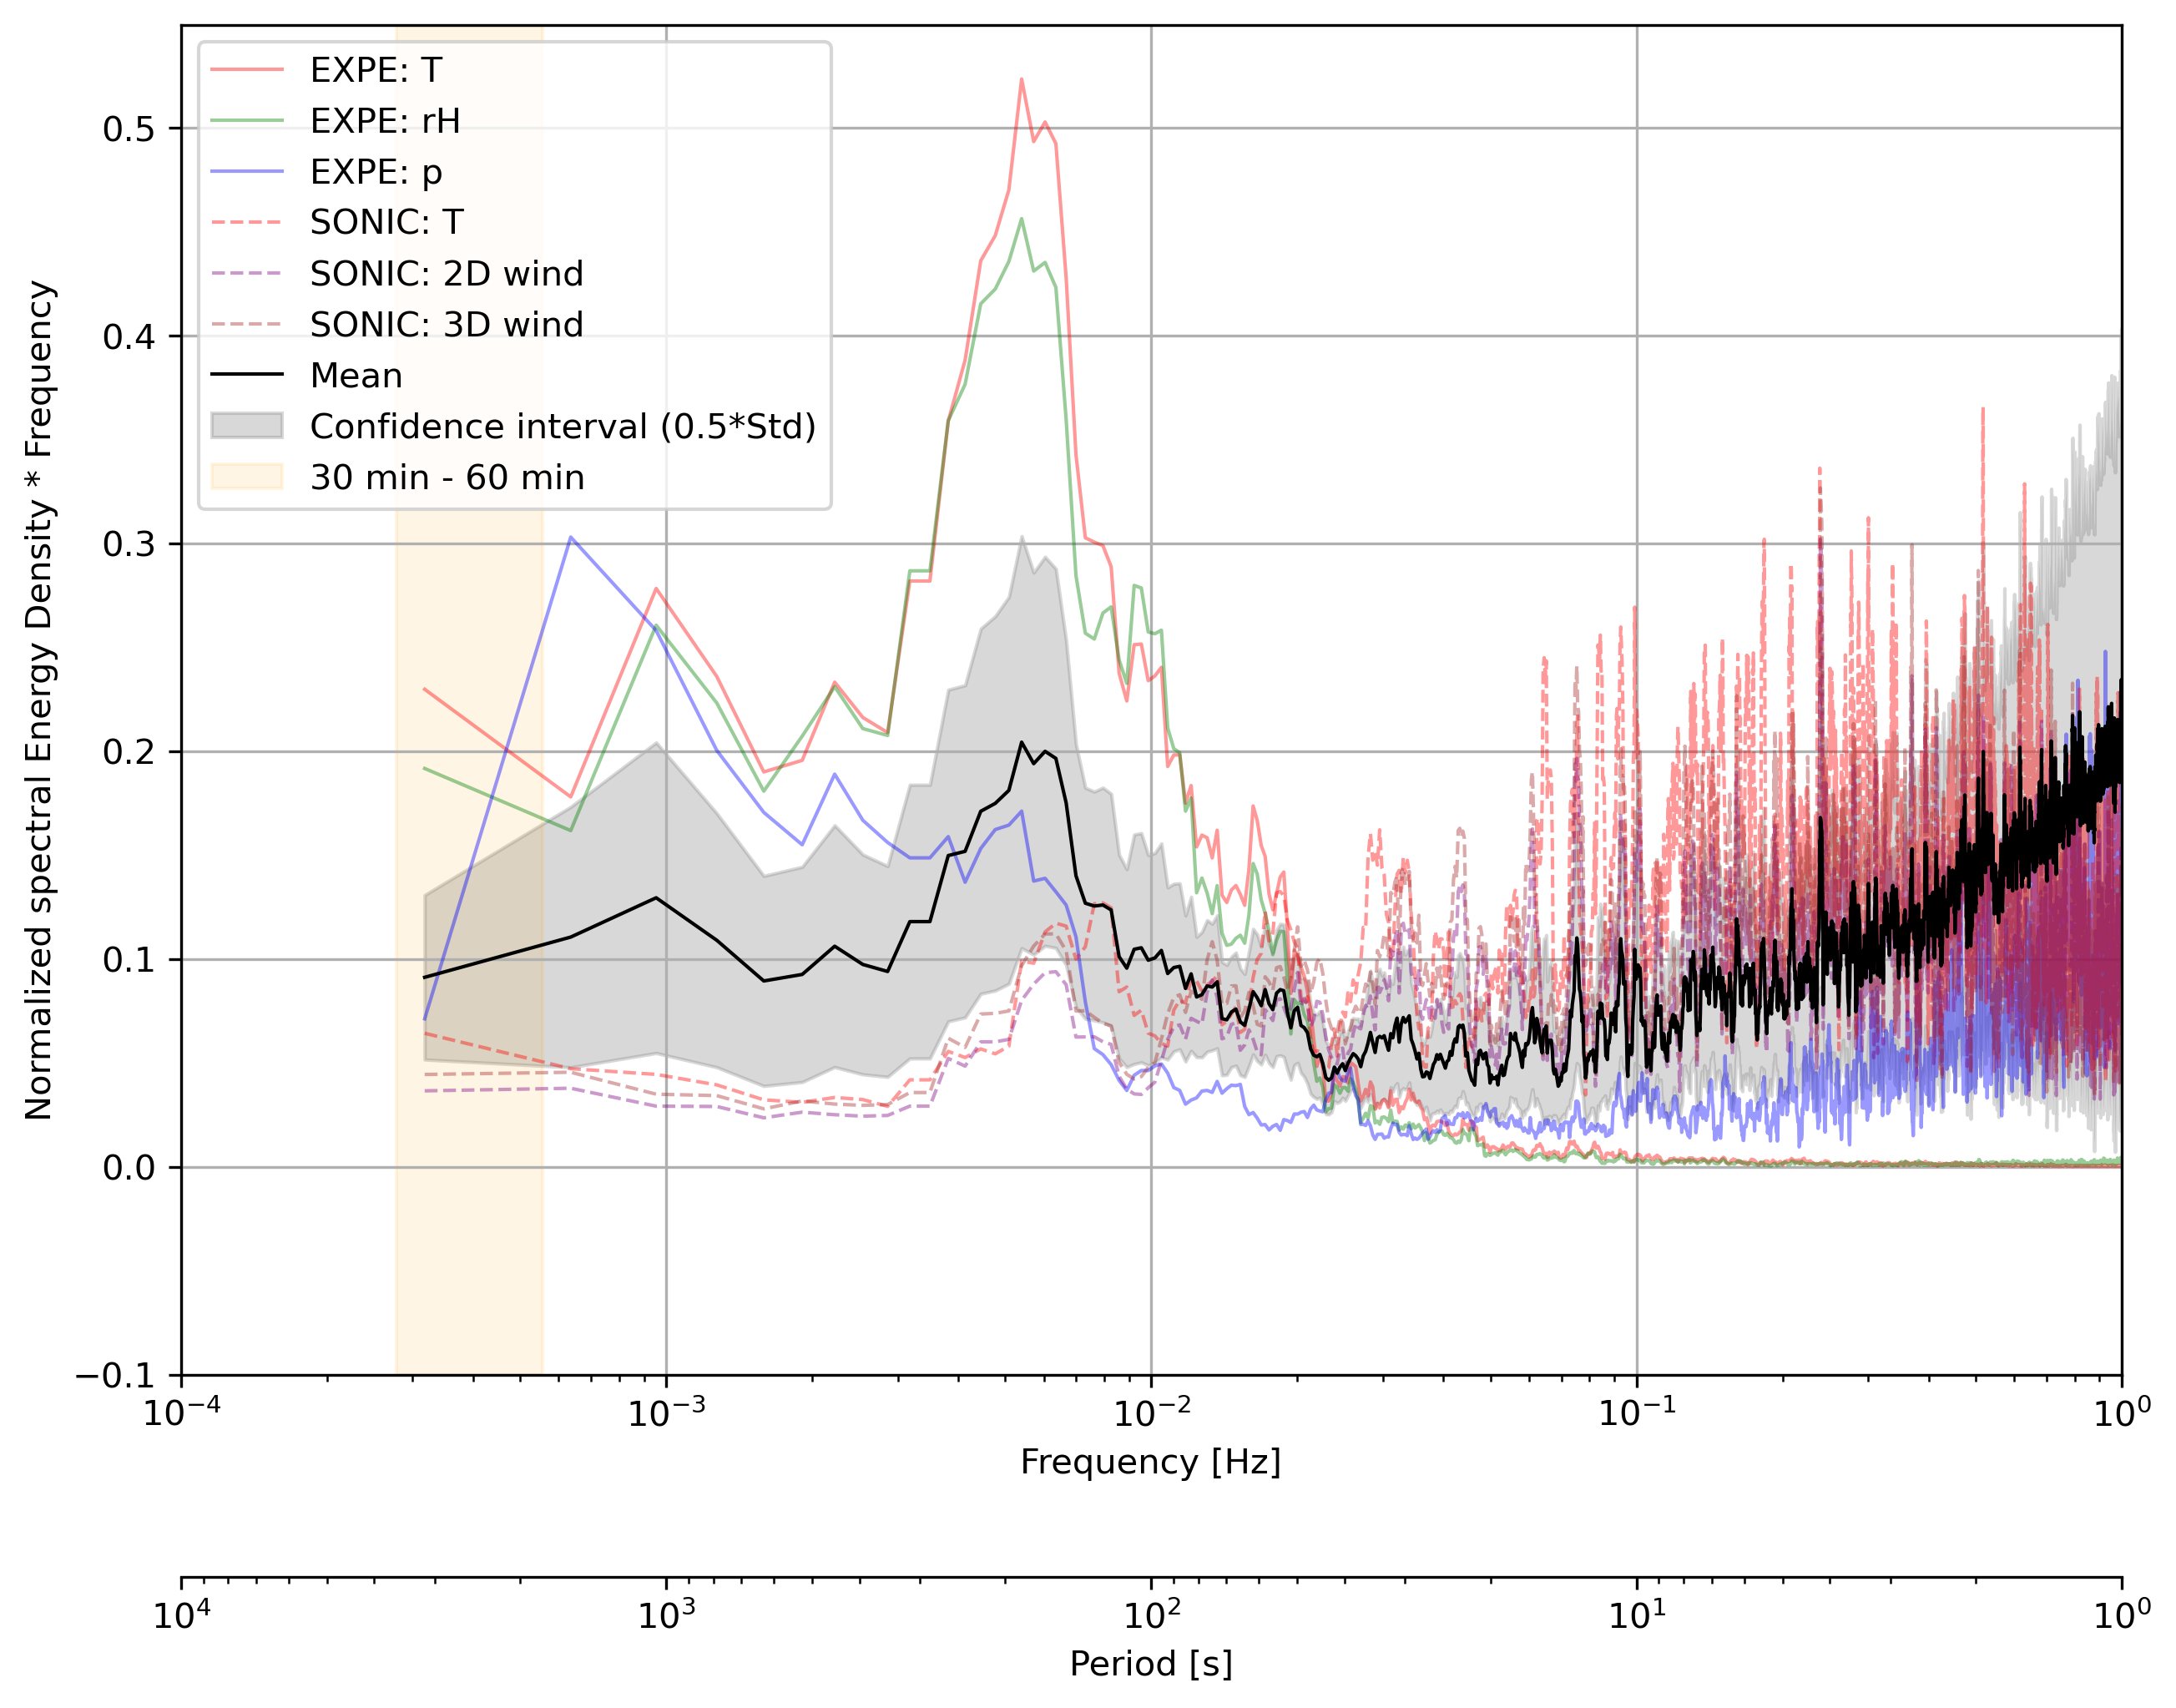 EXPE: T
EXPE: rH
EXPE: p
SONIC: T
SONIC: 2D wind
SONIC: 3D wind
Mean
Confidence interval (0.5*Std)
30 min - 60 min
Normalized spectral Energy Density * Frequency
0.5
0.4
0.3
0.2
0.1
0.0
−0.1
10⁻⁴ 10⁻³ 10⁻² 10⁻¹ 10⁰
Frequency [Hz]
10⁴ 10³ 10² 10¹ 10⁰
Period [s]